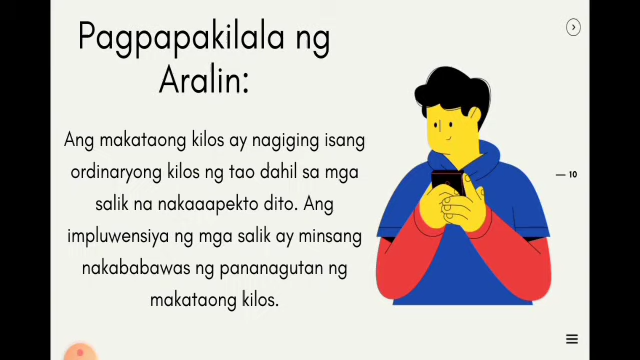 Pagpapakilala ng
Aralin:
Ang makataong kilos ay nagiging isang
ordinaryong kilos ng tao dahil sa mga
salik na nakaaapekto dito. Ang
impluwensiya ng mga salik ay minsang
nakababawas ng pananagutan ng
makataong kilos.
— 10